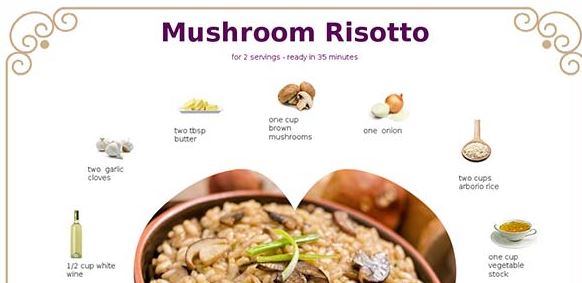 Mushroom Risotto
for 2 servings - ready in 35 minutes
one cup
brown
mushrooms
two tbsp
butter
one onion
two garlic
cloves
two cups
arborio rice
1/2 cup white
wine
one cup
vegetable
stock